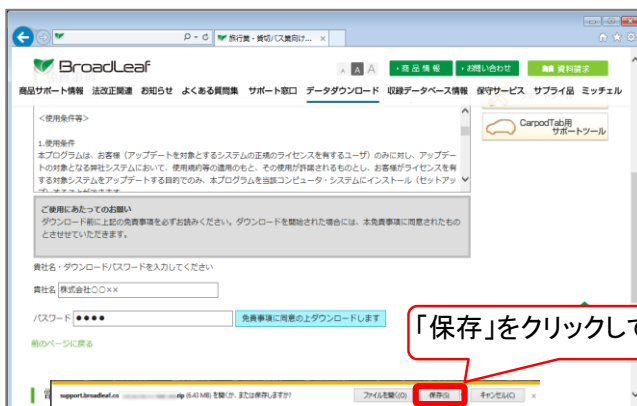 旅行業・貸切バス業向け... ×
BroadLeaf
A A A
・商品情報
・お問い合わせ
資料請求
商品サポート情報 法改正関連 お知らせ よくある質問集 サポート窓口 データダウンロード 収録データベース情報 保守サービス サプライ品 ミッチェル
<使用条件等>
CarpodTab用
サポートツール
1.使用条件
本プログラムは、お客様（アップデートを対象とするシステムの正規のライセンスを有するユーザ）のみに対し、アップデー
トの対象となる弊社システムにおいて、使用規約等の適用のもと、その使用が許諾されるものとし、お客様がライセンスを有
する対象システムをアップデートする目的でのみ、本プログラムを当該コンピュータ・システムにインストール（セットアッ
ご使用にあたってのお願い
ダウンロード前に上記の免責事項を必ずお読みください。ダウンロードを開始された場合には、本免責事項に同意されたもの
とさせていただきます。
貴社名・ダウンロードパスワードを入力してください
貴社名 株式会社○○××
パスワード ●●●●
免責事項に同意の上ダウンロードします
前のページに戻る
「保存」をクリックして
support.broadleaf.co
zip (6.43 MB) を開くか、または保存しますか?
ファイルを開く(O) 保存(S) キャンセル(C) ×